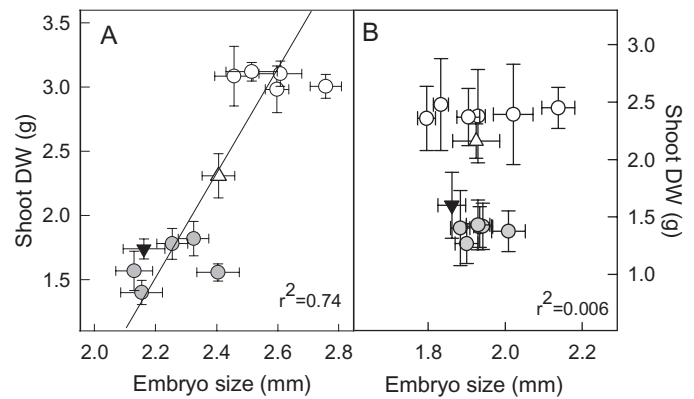 A
B
3.5
3.0
2.5
2.0
1.5
Shoot DW (g)
r²=0.74
2.0 2.2 2.4 2.6 2.8
Embryo size (mm)
3.0
2.5
2.0
1.5
1.0
Shoot DW (g)
r²=0.006
1.8 2.0 2.2
Embryo size (mm)